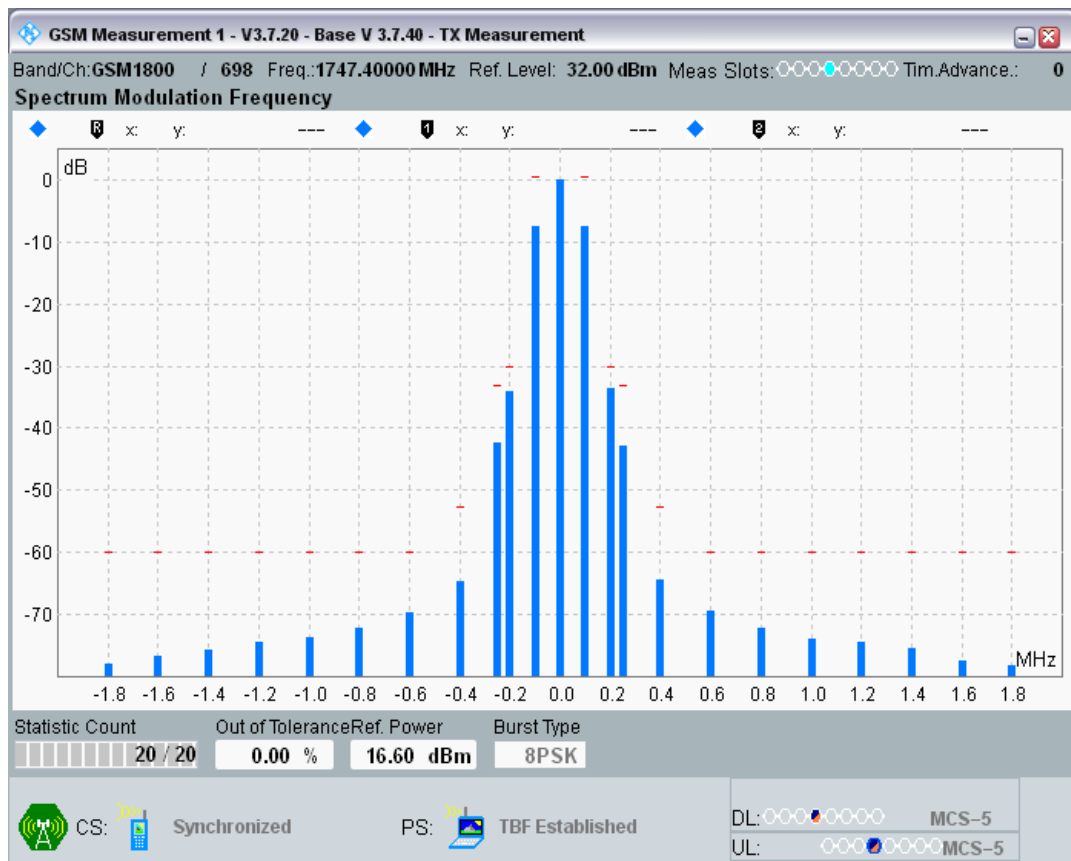 GSM Measurement 1 - V3.7.20 - Base V 3.7.40 - TX Measurement
Band/Ch:GSM1800 / 698 Freq.:1747.40000 MHz Ref. Level: 32.00 dBm Meas Slots: Tim.Advance.: 0
Spectrum Modulation Frequency
R x: y: --- 1 x: y: --- 2 x: y: ---
dB
0
-10
-20
-30
-40
-50
-60
-70
MHz
-1.8 -1.6 -1.4 -1.2 -1.0 -0.8 -0.6 -0.4 -0.2 0.0 0.2 0.4 0.6 0.8 1.0 1.2 1.4 1.6 1.8
Statistic Count Out of Tolerance Ref. Power Burst Type
20 / 20 0.00 % 16.60 dBm 8PSK
CS: Synchronized PS: TBF Established
DL: MCS-5
UL: MCS-5